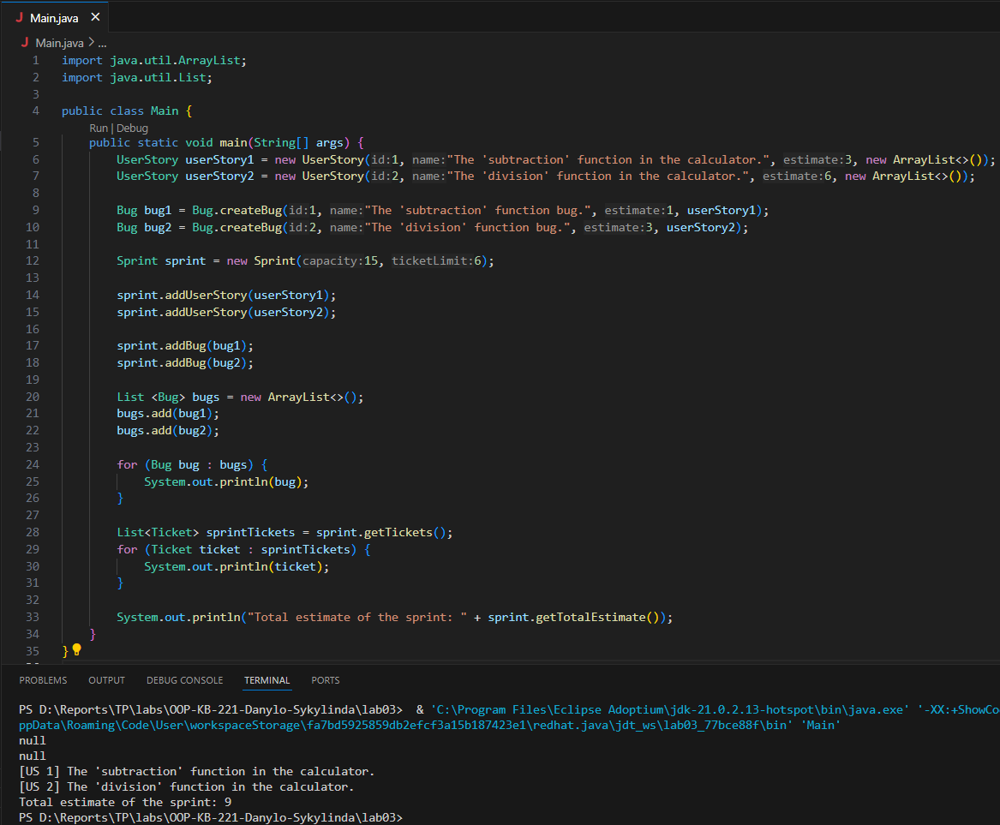 J Main.java ×
J Main.java > ...
1 import java.util.ArrayList;
2 import java.util.List;
3
4 public class Main {
Run | Debug
5 public static void main(String[] args) {
6 UserStory userStory1 = new UserStory(id:1, name:"The 'subtraction' function in the calculator.", estimate:3, new ArrayList<>());
7 UserStory userStory2 = new UserStory(id:2, name:"The 'division' function in the calculator.", estimate:6, new ArrayList<>());
8
9 Bug bug1 = Bug.createBug(id:1, name:"The 'subtraction' function bug.", estimate:1, userStory1);
10 Bug bug2 = Bug.createBug(id:2, name:"The 'division' function bug.", estimate:3, userStory2);
11
12 Sprint sprint = new Sprint(capacity:15, ticketLimit:6);
13
14 sprint.addUserStory(userStory1);
15 sprint.addUserStory(userStory2);
16
17 sprint.addBug(bug1);
18 sprint.addBug(bug2);
19
20 List <Bug> bugs = new ArrayList<>();
21 bugs.add(bug1);
22 bugs.add(bug2);
23
24 for (Bug bug : bugs) {
25 System.out.println(bug);
26 }
27
28 List<Ticket> sprintTickets = sprint.getTickets();
29 for (Ticket ticket : sprintTickets) {
30 System.out.println(ticket);
31 }
32
33 System.out.println("Total estimate of the sprint: " + sprint.getTotalEstimate());
34 }
35 }
PROBLEMS OUTPUT DEBUG CONSOLE TERMINAL PORTS
PS D:\Reports\TP\labs\OOP-KB-221-Danylo-Sykylinda\lab03> & 'C:\Program Files\Eclipse Adoptium\jdk-21.0.2.13-hotspot\bin\java.exe' '-XX:+ShowCo
ppData\Roaming\Code\User\workspaceStorage\fa7bd5925859db2efcf3a15b187423e1\redhat.java\jdt_ws\lab03_77bce88f\bin' 'Main'
null
null
[US 1] The 'subtraction' function in the calculator.
[US 2] The 'division' function in the calculator.
Total estimate of the sprint: 9
PS D:\Reports\TP\labs\OOP-KB-221-Danylo-Sykylinda\lab03>